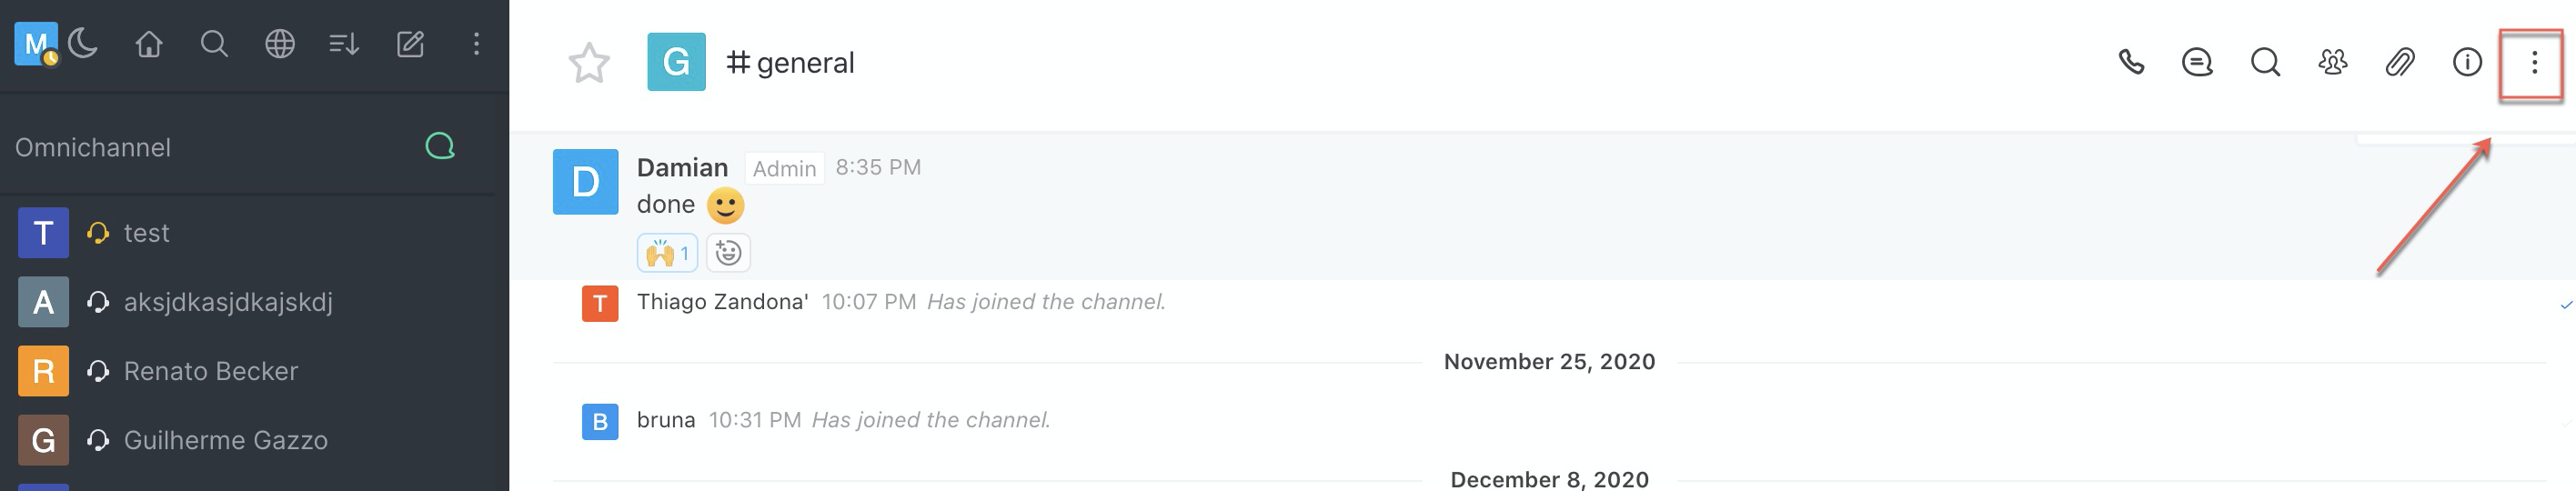 M
Omnichannel
T test
A aksjdkasjdkajskdj
R Renato Becker
G Guilherme Gazzo
G # general
D Damian Admin 8:35 PM
done
1
T Thiago Zandona' 10:07 PM Has joined the channel.
November 25, 2020
B bruna 10:31 PM Has joined the channel.
December 8, 2020